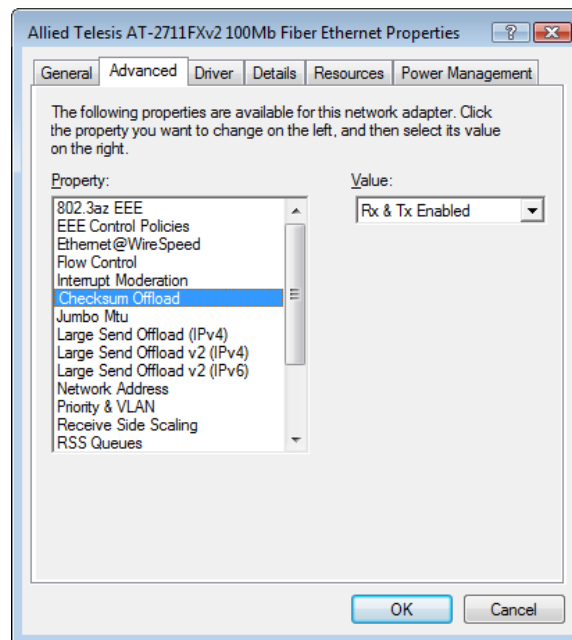 Allied Telesis AT-2711FXv2 100Mb Fiber Ethernet Properties
General Advanced Driver Details Resources Power Management
The following properties are available for this network adapter. Click
the property you want to change on the left, and then select its value
on the right.
Property:
802.3az EEE
EEE Control Policies
Ethernet@WireSpeed
Flow Control
Interrupt Moderation
Checksum Offload
Jumbo Mtu
Large Send Offload (IPv4)
Large Send Offload v2 (IPv4)
Large Send Offload v2 (IPv6)
Network Address
Priority & VLAN
Receive Side Scaling
RSS Queues
Value:
Rx & Tx Enabled
OK Cancel